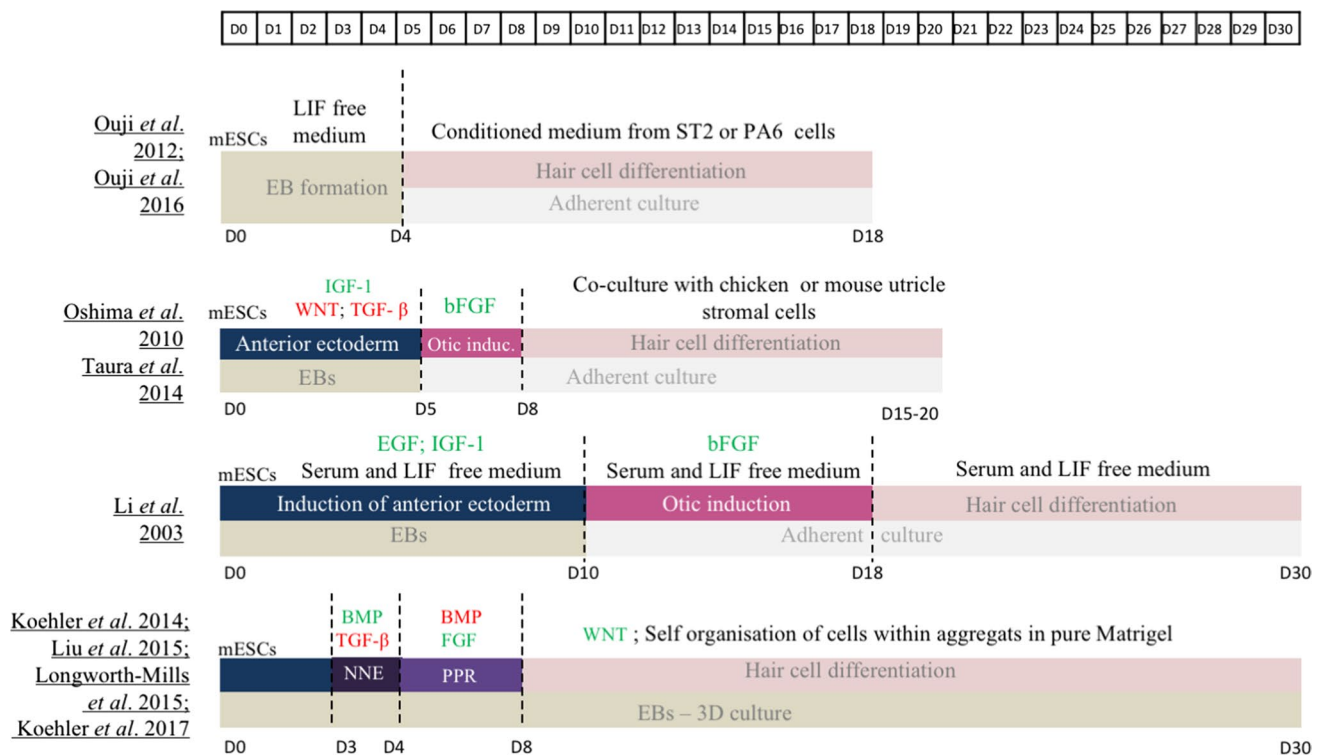 D0 D1 D2 D3 D4 D5 D6 D7 D8 D9 D10 D11 D12 D13 D14 D15 D16 D17 D18 D19 D20 D21 D22 D23 D24 D25 D26 D27 D28 D29 D30
Ouji et al.
2012;
Ouji et al.
2016
mESCs
LIF free
medium
Conditioned medium from ST2 or PA6 cells
EB formation
Hair cell differentiation
Adherent culture
D0 D4 D18
Oshima et al.
2010
Taura et al.
2014
mESCs
IGF-1
WNT; TGF- β
bFGF
Co-culture with chicken or mouse utricle
stromal cells
Anterior ectoderm Otic induc. Hair cell differentiation
EBs Adherent culture
D0 D5 D8 D15-20
Li et al.
2003
mESCs
EGF; IGF-1
Serum and LIF free medium
bFGF
Serum and LIF free medium
Serum and LIF free medium
Induction of anterior ectoderm Otic induction Hair cell differentiation
EBs Adherent culture
D0 D10 D18 D30
Koehler et al. 2014;
Liu et al. 2015;
Longworth-Mills
et al. 2015;
Koehler et al. 2017
mESCs
BMP
TGF-β
BMP
FGF
WNT ; Self organisation of cells within aggregats in pure Matrigel
NNE PPR Hair cell differentiation
EBs – 3D culture
D0 D3 D4 D8 D30